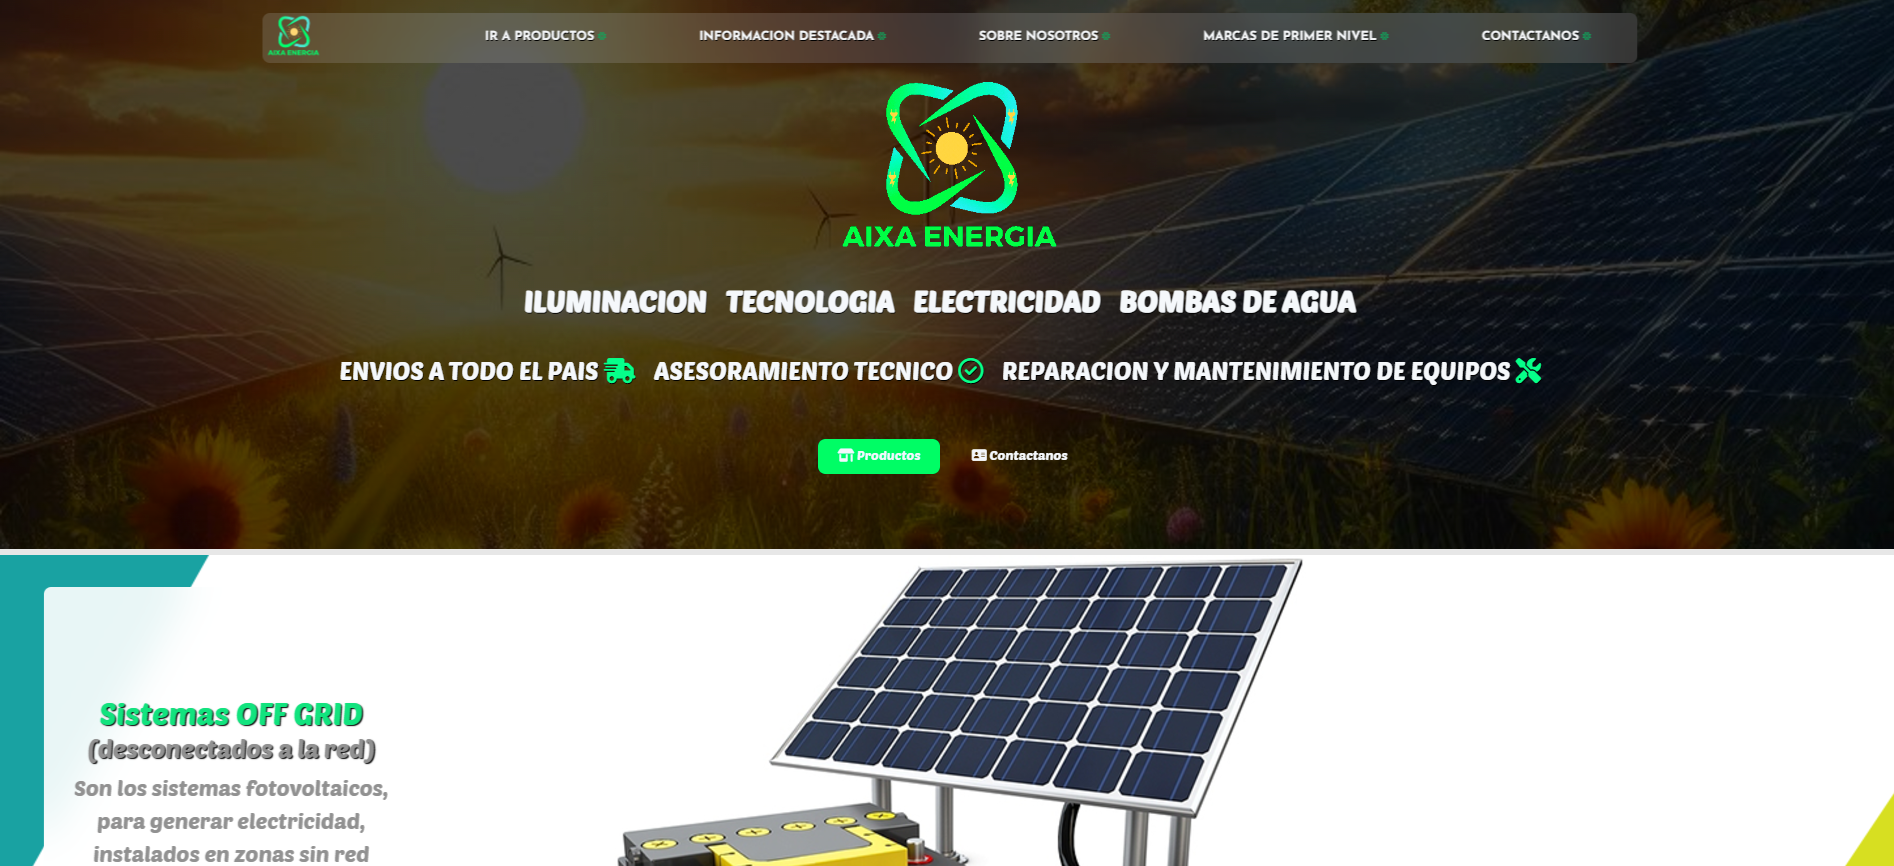 AIXA ENERGIA
IR A PRODUCTOS
INFORMACION DESTACADA
SOBRE NOSOTROS
MARCAS DE PRIMER NIVEL
CONTACTANOS
AIXA ENERGIA
ILUMINACION TECNOLOGIA ELECTRICIDAD BOMBAS DE AGUA
ENVIOS A TODO EL PAIS ASESORAMIENTO TECNICO REPARACION Y MANTENIMIENTO DE EQUIPOS
Productos
Contactanos
Sistemas OFF GRID
(desconectados a la red)
Son los sistemas fotovoltaicos,
para generar electricidad,
instalados en zonas sin red